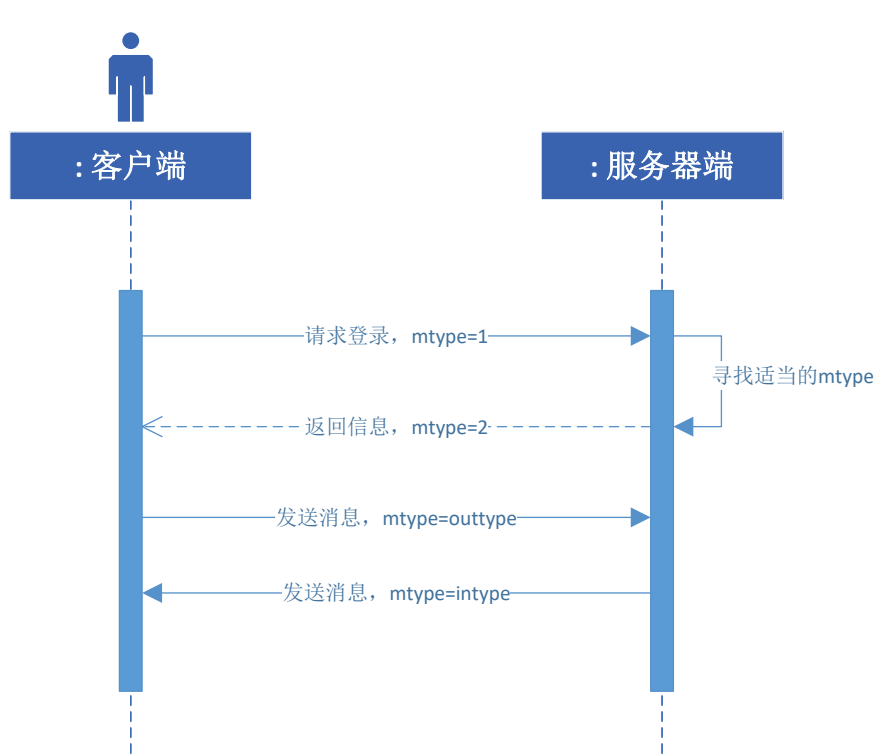 : 客户端
: 服务器端
请求登录，mtype=1
寻找适当的mtype
返回信息，mtype=2
发送消息，mtype=outtype
发送消息，mtype=intype